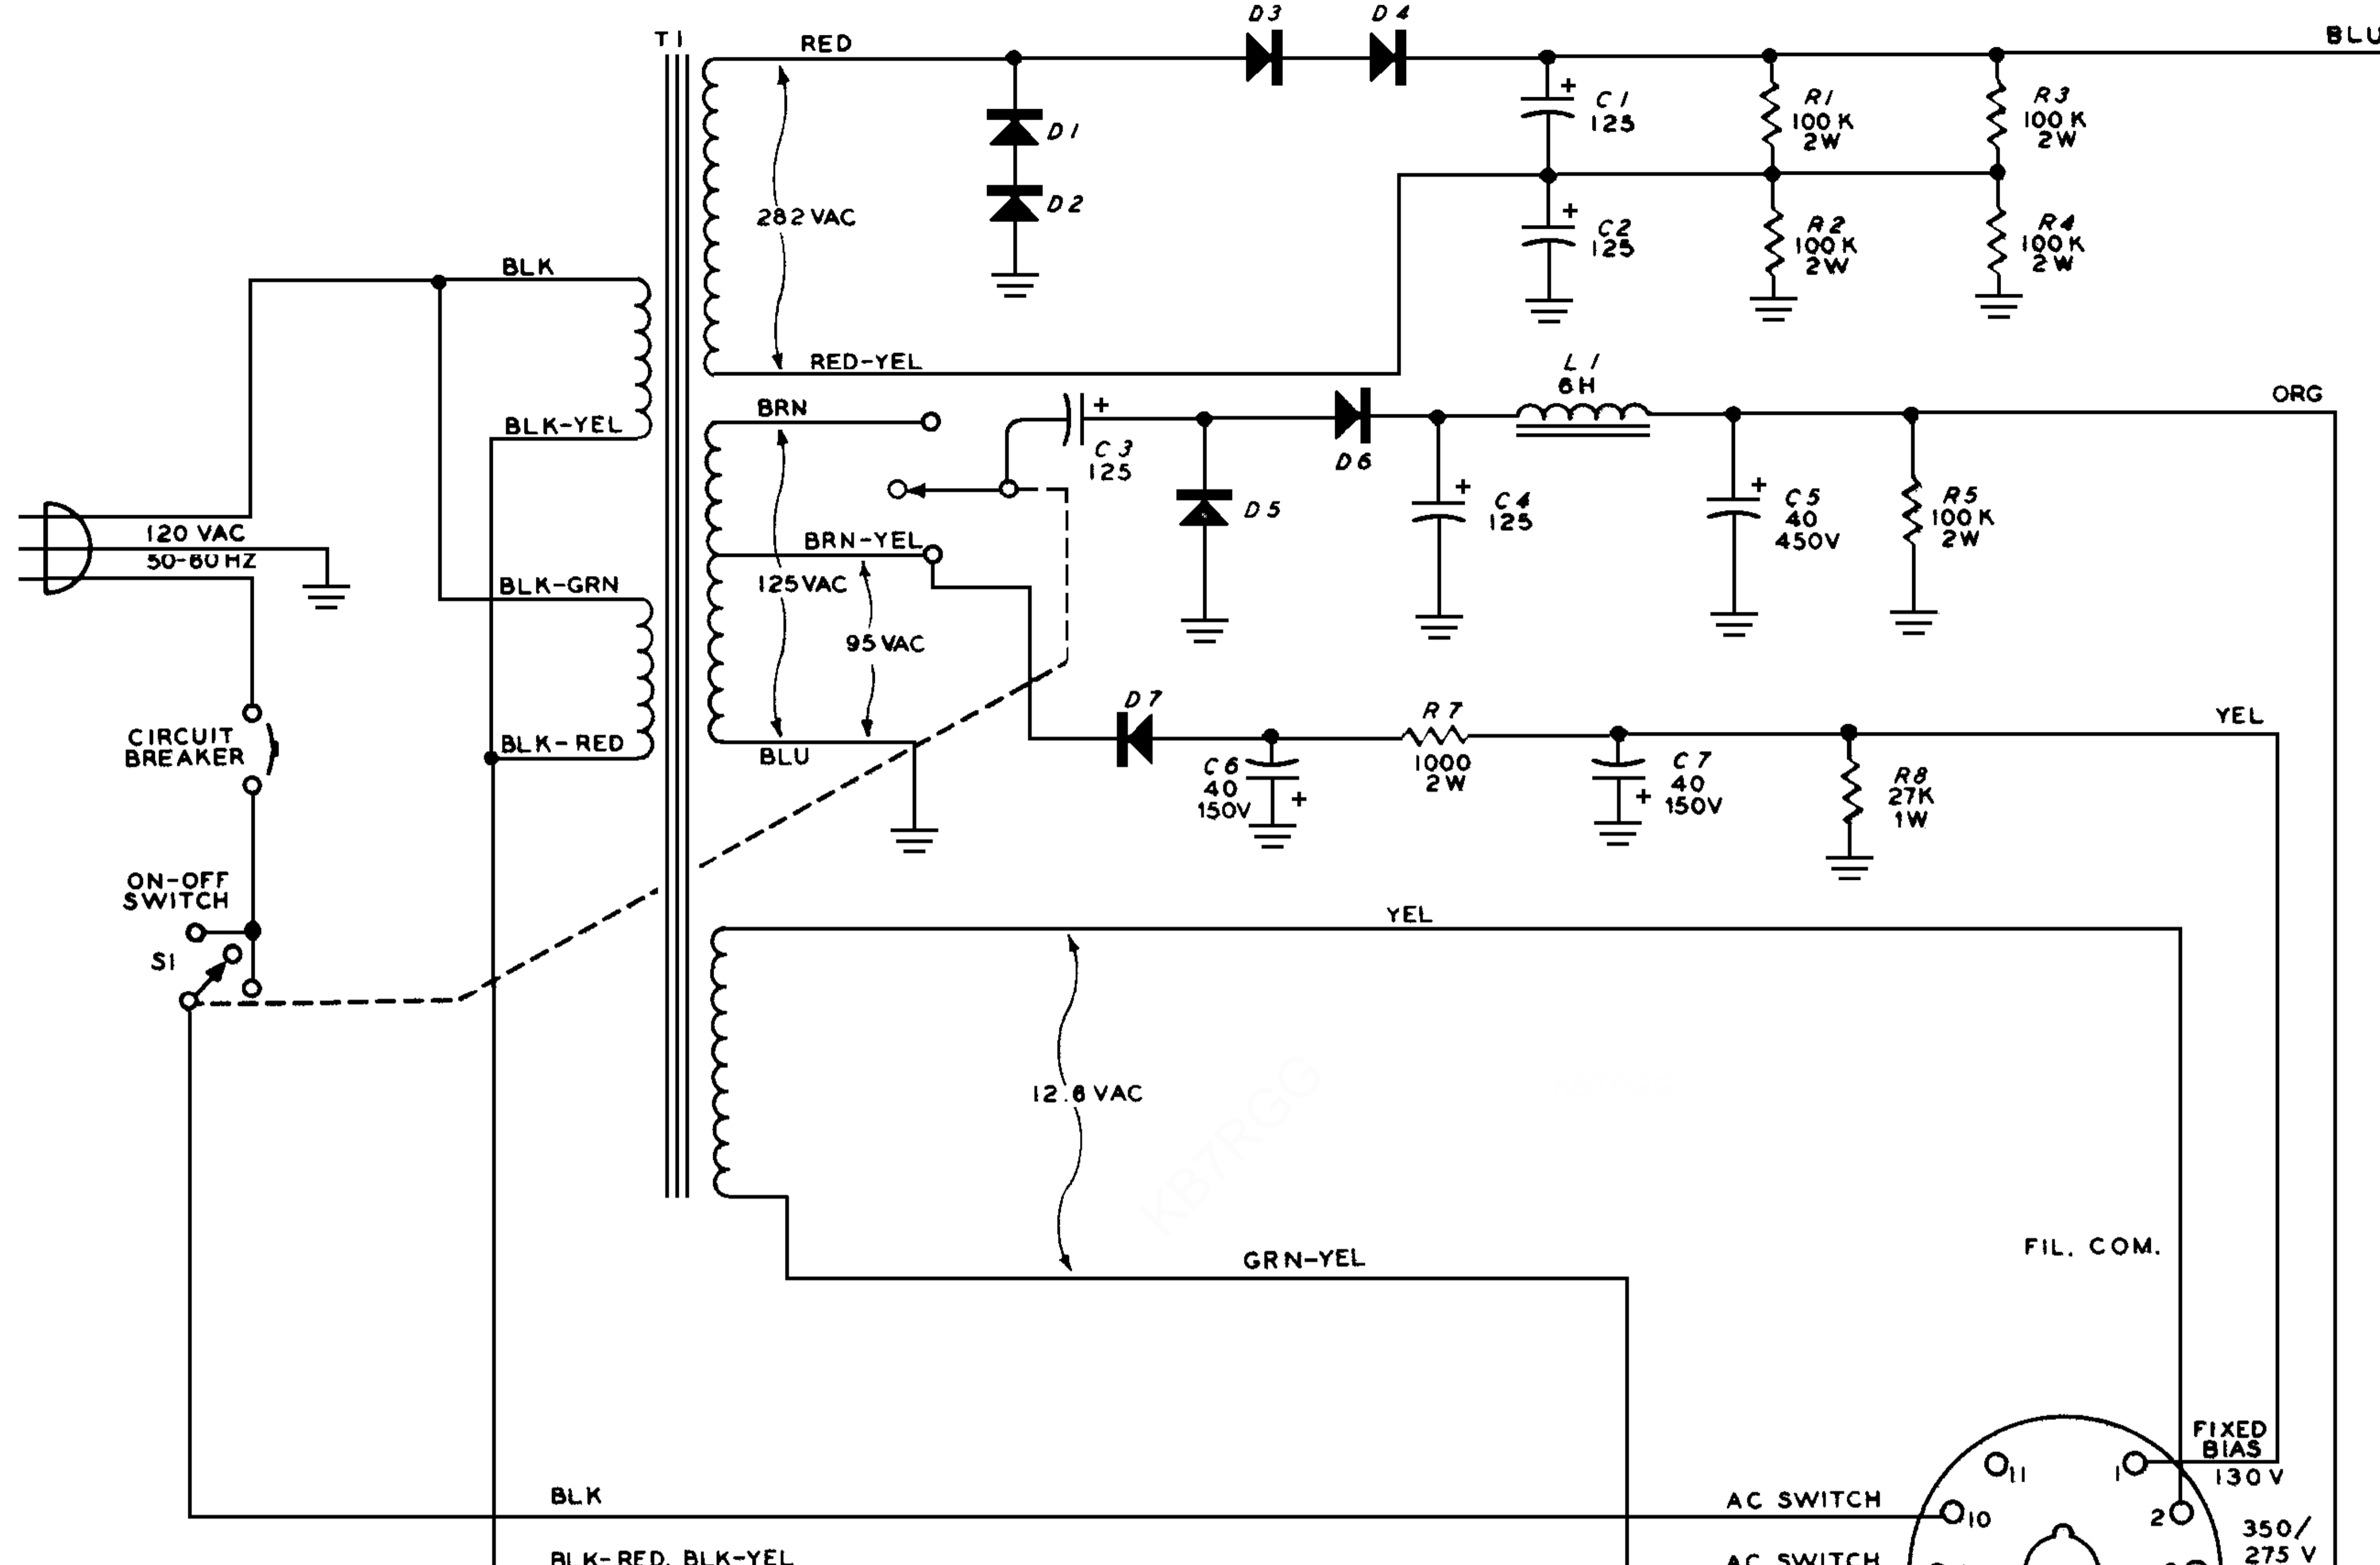 T1
RED
D3
D4
BLU
D1
D2
282 VAC
C1
125
R1
100 K
2W
R3
100 K
2W
C2
125
R2
100 K
2W
R4
100 K
2W
RED-YEL
BLK
BLK-YEL
BLK-GRN
BLK-RED
120 VAC
50-60 HZ
CIRCUIT
BREAKER
ON-OFF
SWITCH
S1
BRN
BRN-YEL
125 VAC
95 VAC
BLU
C3
125
D5
D6
L1
6H
C4
125
C5
40
450V
R5
100 K
2W
ORG
D7
C6
40
150V
R7
1000
2W
C7
40
150V
R8
27K
1W
YEL
YEL
12.6 VAC
KB7RGG
GRN-YEL
FIL. COM.
FIXED
BIAS
130 V
11
1
10
2
350/
275 V
BLK
AC SWITCH
BLK-RED, BLK-YEL
AC SWITCH